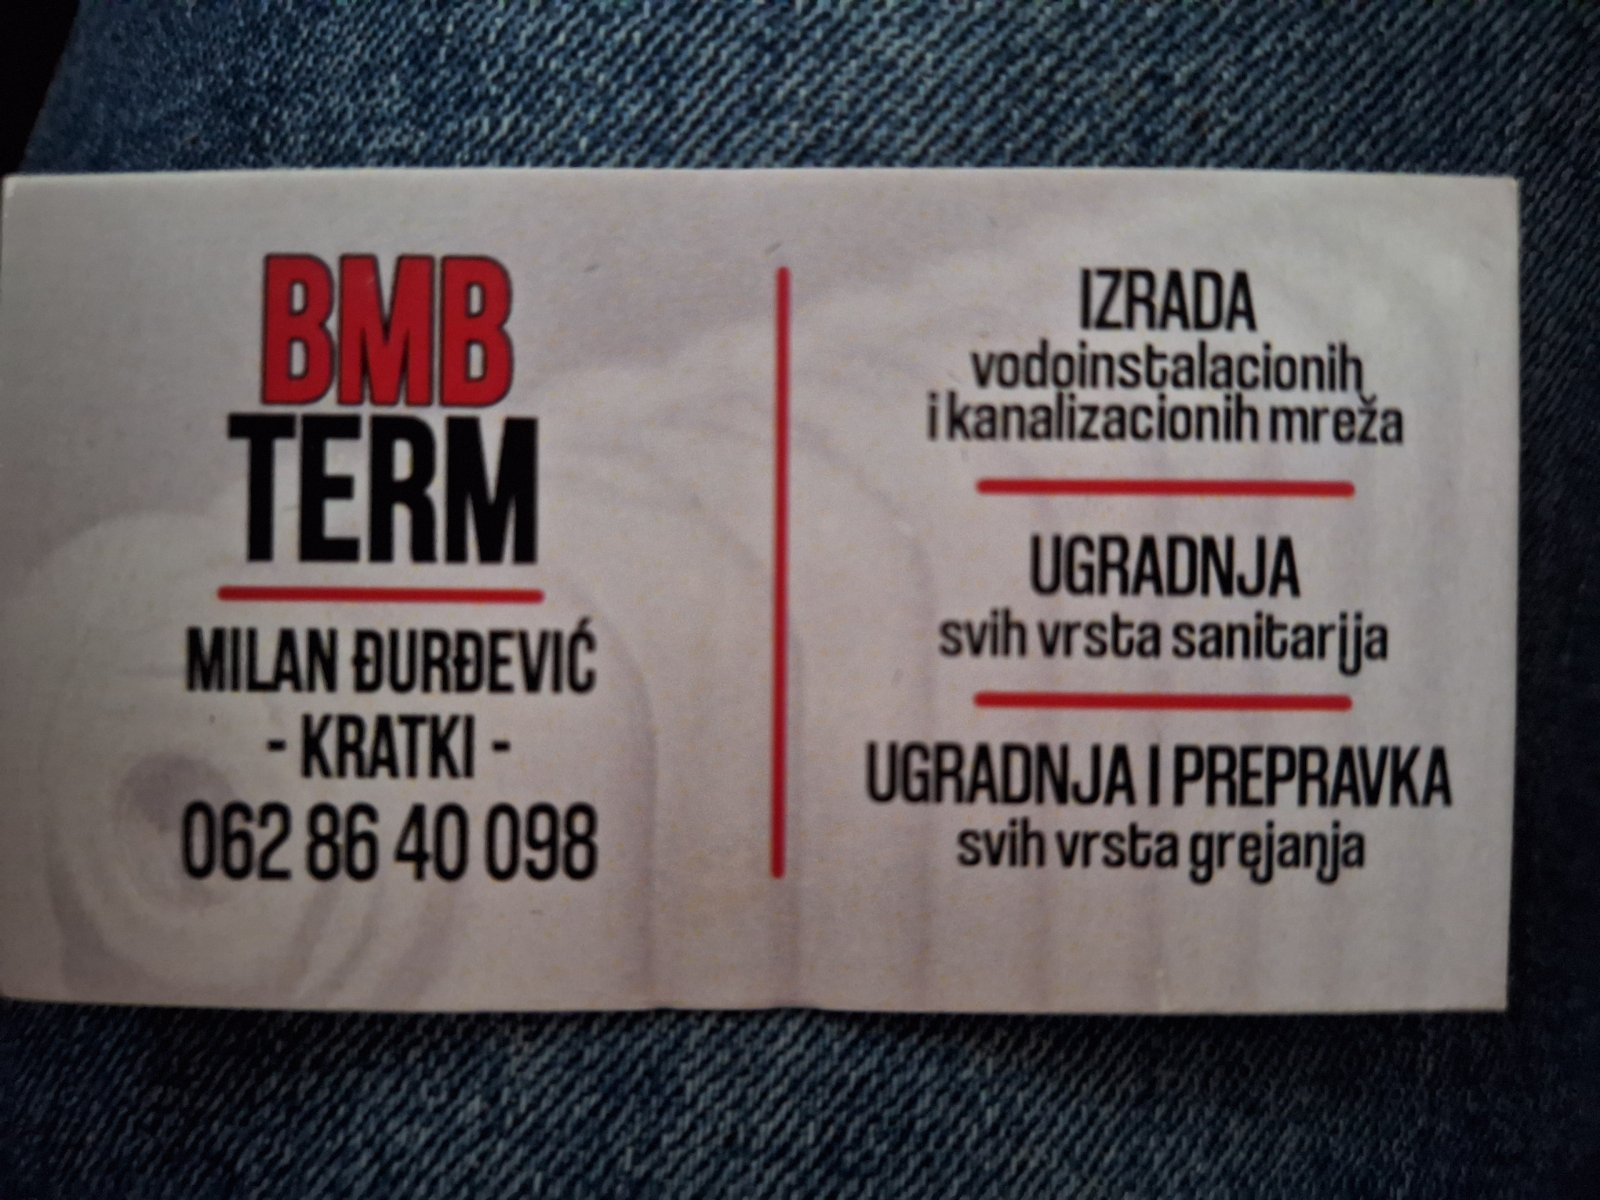 BMB
TERM
MILAN ĐURĐEVIĆ
- KRATKI -
062 86 40 098
IZRADA
vodoinstalacionih
i kanalizacionih mreža
UGRADNJA
svih vrsta sanitarija
UGRADNJA I PREPRAVKA
svih vrsta grejanja